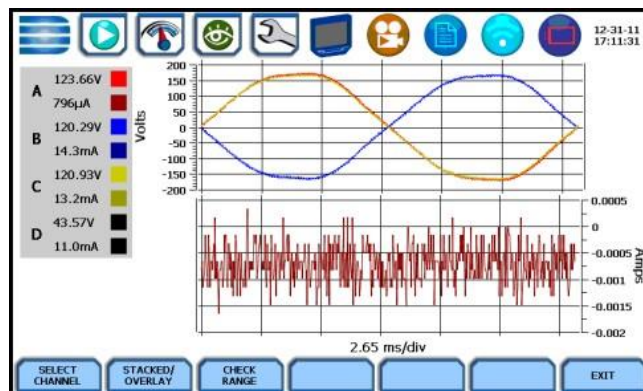 12-31-11
17:11:31
A
123.66V
796µA
B
120.29V
14.3mA
C
120.93V
13.2mA
D
43.57V
11.0mA
Volts
200
150
100
50
0
-50
-100
-150
-200
0.0005
0
-0.0005
-0.001
-0.0015
-0.002
Amps
2.65 ms/div
SELECT CHANNEL
STACKED/ OVERLAY
CHECK RANGE
EXIT